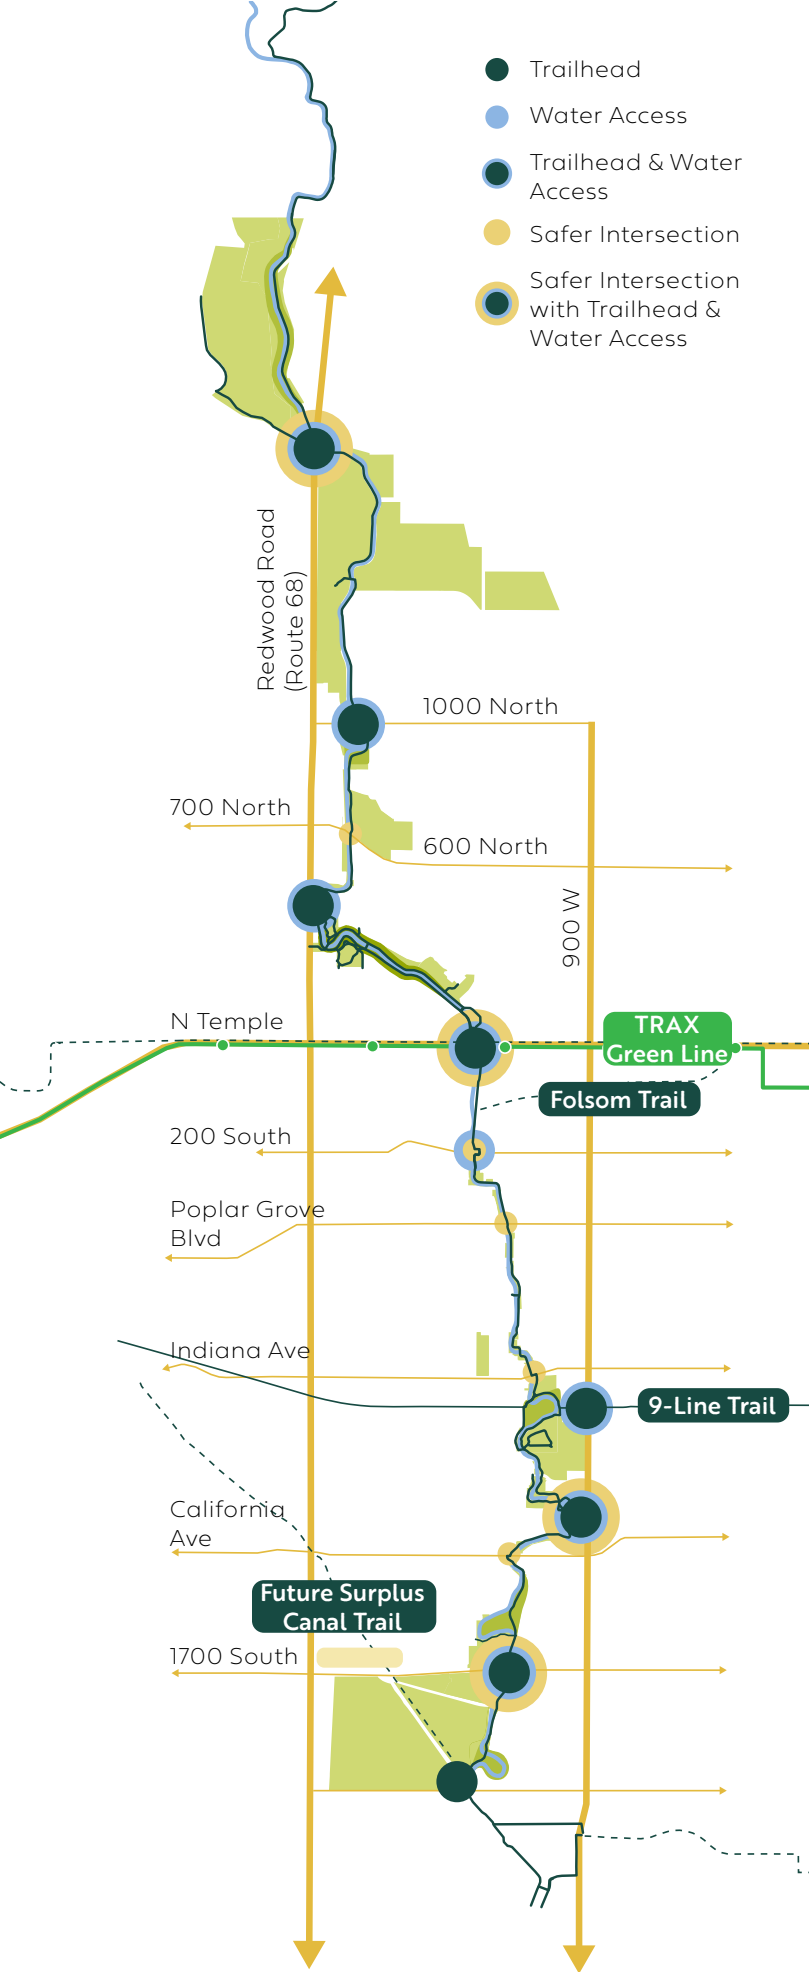 Trailhead
Water Access
Trailhead & Water
Access
Safer Intersection
Safer Intersection
with Trailhead &
Water Access
Redwood Road
(Route 68)
1000 North
700 North
600 North
900 W
N Temple
TRAX
Green Line
Folsom Trail
200 South
Poplar Grove
Blvd
Indiana Ave
9-Line Trail
California
Ave
Future Surplus
Canal Trail
1700 South